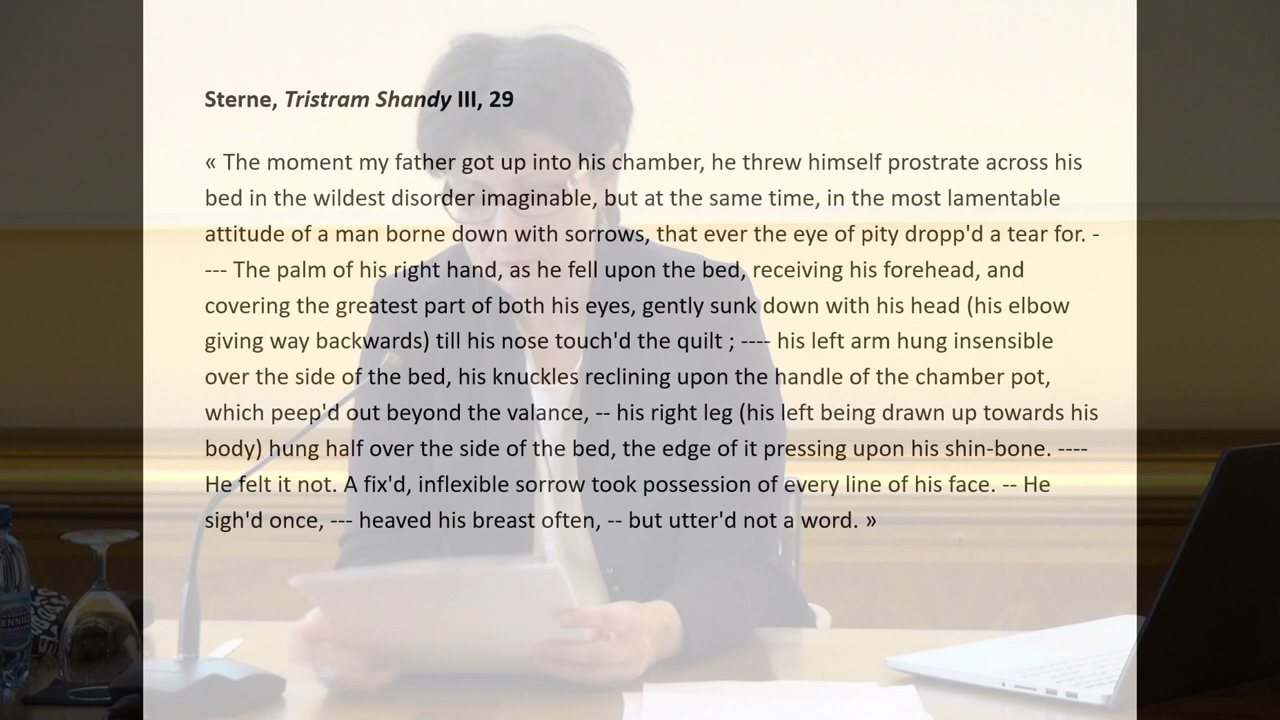 Sterne, Tristram Shandy III, 29
« The moment my father got up into his chamber, he threw himself prostrate across his
bed in the wildest disorder imaginable, but at the same time, in the most lamentable
attitude of a man borne down with sorrows, that ever the eye of pity dropp'd a tear for. -
--- The palm of his right hand, as he fell upon the bed, receiving his forehead, and
covering the greatest part of both his eyes, gently sunk down with his head (his elbow
giving way backwards) till his nose touch'd the quilt ; ---- his left arm hung insensible
over the side of the bed, his knuckles reclining upon the handle of the chamber pot,
which peep'd out beyond the valance, -- his right leg (his left being drawn up towards his
body) hung half over the side of the bed, the edge of it pressing upon his shin-bone. ----
He felt it not. A fix'd, inflexible sorrow took possession of every line of his face. -- He
sigh'd once, --- heaved his breast often, -- but utter'd not a word. »